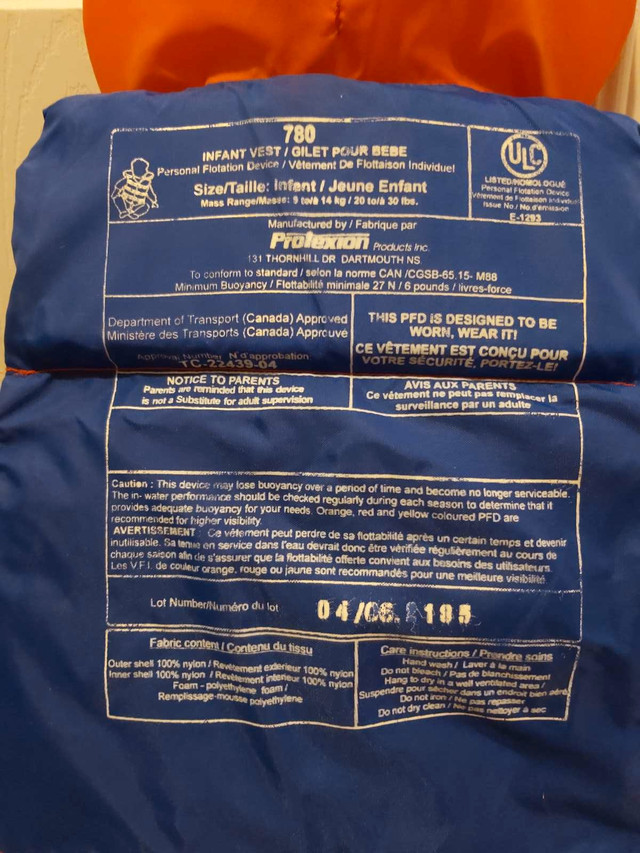 780
INFANT VEST / GILET POUR BEBE
Personal Flotation Device / Vêtement De Flottaison Individuel
Size/Taille: Infant / Jeune Enfant
Mass Range/Masse: 9 to/à 14 kg / 20 to/à 30 lbs.
ULC
LISTED/HOMOLOGUÉ
Personal Flotation Device
Vêtement de Flottaison Individuel
Issue No / No. d'émission
E-1293
Manufactured by / Fabrique par
Protexion Products Inc.
131 THORNHILL DR DARTMOUTH NS
To conform to standard / selon la norme CAN /CGSB-65.15- M88
Minimum Buoyancy / Flottabilité minimale 27 N / 6 pounds / livres-force
Department of Transport (Canada) Approved
Ministère des Transports (Canada) Approuvé
Approval Number N d'approbation
TC-22439-04
THIS PFD IS DESIGNED TO BE
WORN, WEAR IT!
CE VÊTEMENT EST CONÇU POUR
VOTRE SÉCURITÉ, PORTEZ-LE!
NOTICE TO PARENTS
Parents are reminded that this device
is not a Substitute for adult supervision
AVIS AUX PARENTS
Ce vêtement ne peut pas remplacer la
surveillance par un adulte
Caution : This device may lose buoyancy over a period of time and become no longer serviceable.
The in- water performance should be checked regularly during each season to determine that it
provides adequate buoyancy for your needs. Orange, red and yellow coloured PFD are
recommended for higher visibility.
AVERTISSEMENT : Ce vêtement peut perdre de sa flottabilité après un certain temps et devenir
inutilisable. Sa tenue en service dans l'eau devrait donc être vérifiée régulièrement au cours de
chaque saison afin de s'assurer que la flottabilité offerte convient aux besoins des utilisateurs.
Les V.F.I. de couleur orange, rouge ou jaune sont recommandés pour une meilleure visibilité
Lot Number/Numéro du lot
04/06. 195
Fabric content / Contenu du tissu
Outer shell 100% nylon / Revêtement exterieur 100% nylon
Inner shell 100% nylon / Revêtement interieur 100% nylon
Foam - polyethylene foam /
Remplissage-mousse polyethylene
Care instructions / Prendre soins
Hand wash / Laver à la main
Do not bleach / Pas de blanchissement
Hang to dry in a well ventilated area /
Suspendre pour sècher dans un endroit bien aéré
Do not iron / Ne pas repasser
Do not dry clean / Ne pas nettoyer à sec